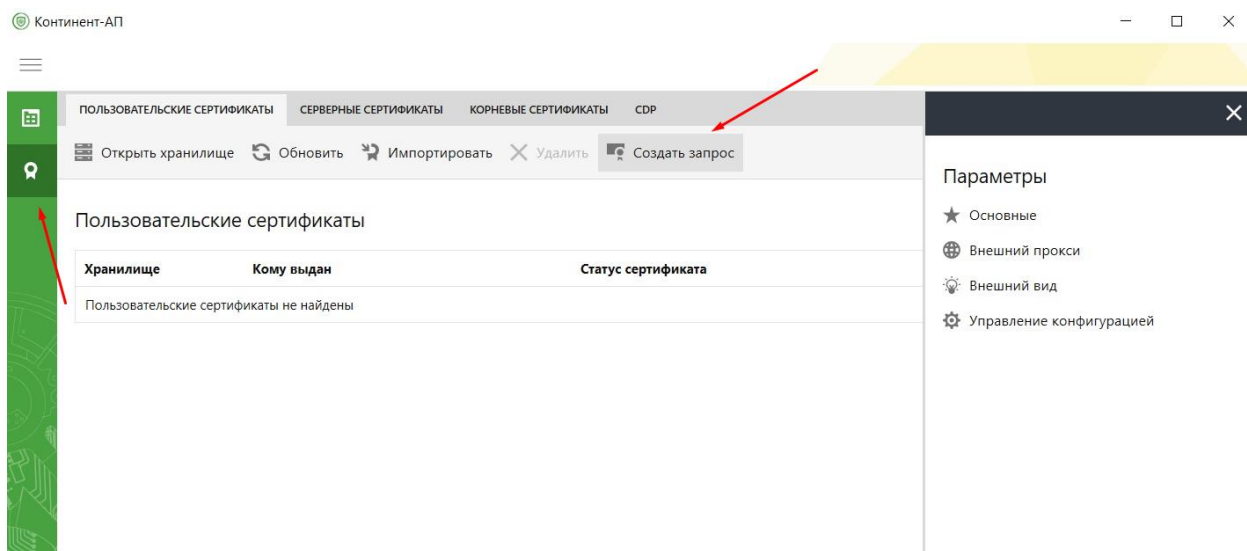 Континент-АП
ПОЛЬЗОВАТЕЛЬСКИЕ СЕРТИФИКАТЫ СЕРВЕРНЫЕ СЕРТИФИКАТЫ КОРНЕВЫЕ СЕРТИФИКАТЫ CDP
Открыть хранилище Обновить Импортировать Удалить Создать запрос
Пользовательские сертификаты
Хранилище Кому выдан Статус сертификата
Пользовательские сертификаты не найдены
Параметры
Основные
Внешний прокси
Внешний вид
Управление конфигурацией